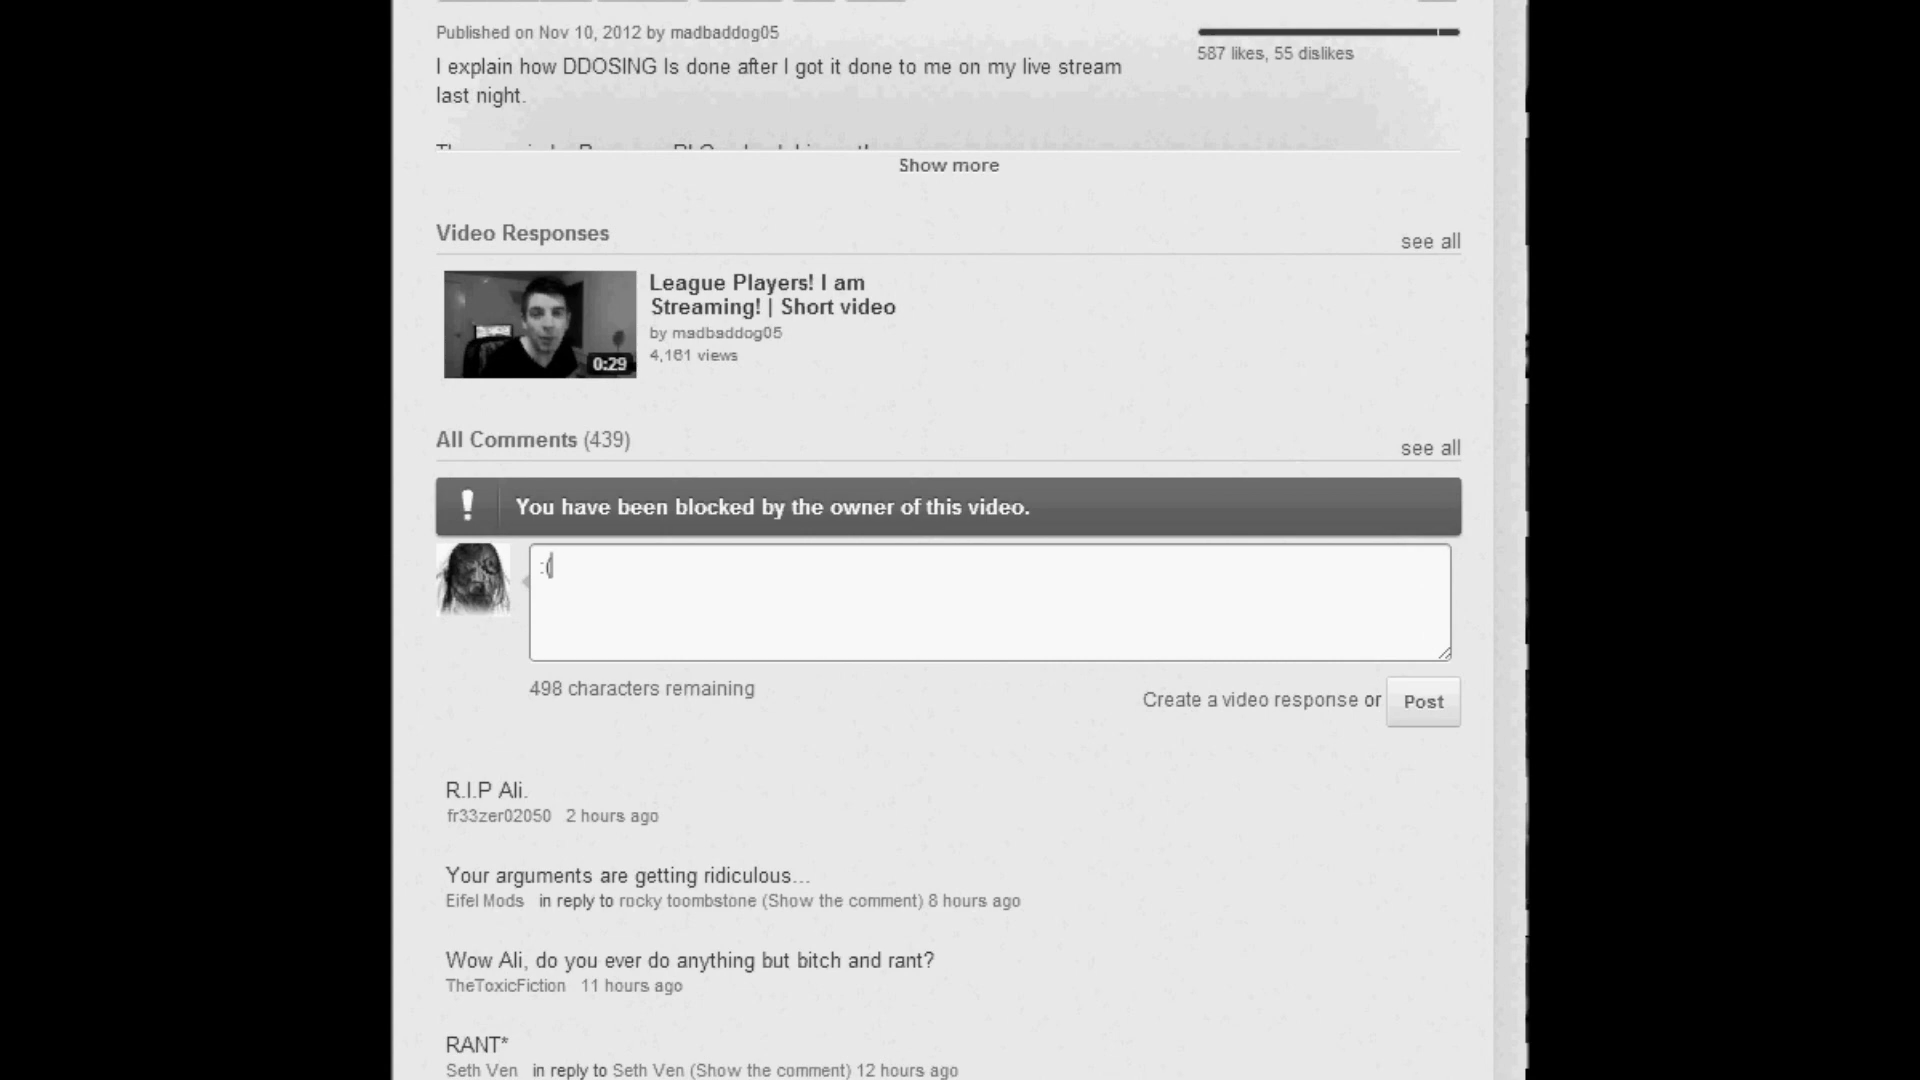 Published on Nov 10, 2012 by madbaddog05
587 likes, 55 dislikes
I explain how DDOSING Is done after I got it done to me on my live stream
last night.
Show more
Video Responses
see all
League Players! I am
Streaming! | Short video
by madbaddog05
4,161 views
0:29
All Comments (439)
see all
You have been blocked by the owner of this video.
:(
498 characters remaining
Create a video response or
Post
R.I.P Ali.
fr33zer02050 2 hours ago
Your arguments are getting ridiculous...
Eifel Mods in reply to rocky toombstone (Show the comment) 8 hours ago
Wow Ali, do you ever do anything but bitch and rant?
TheToxicFiction 11 hours ago
RANT*
Seth Ven in reply to Seth Ven (Show the comment) 12 hours ago